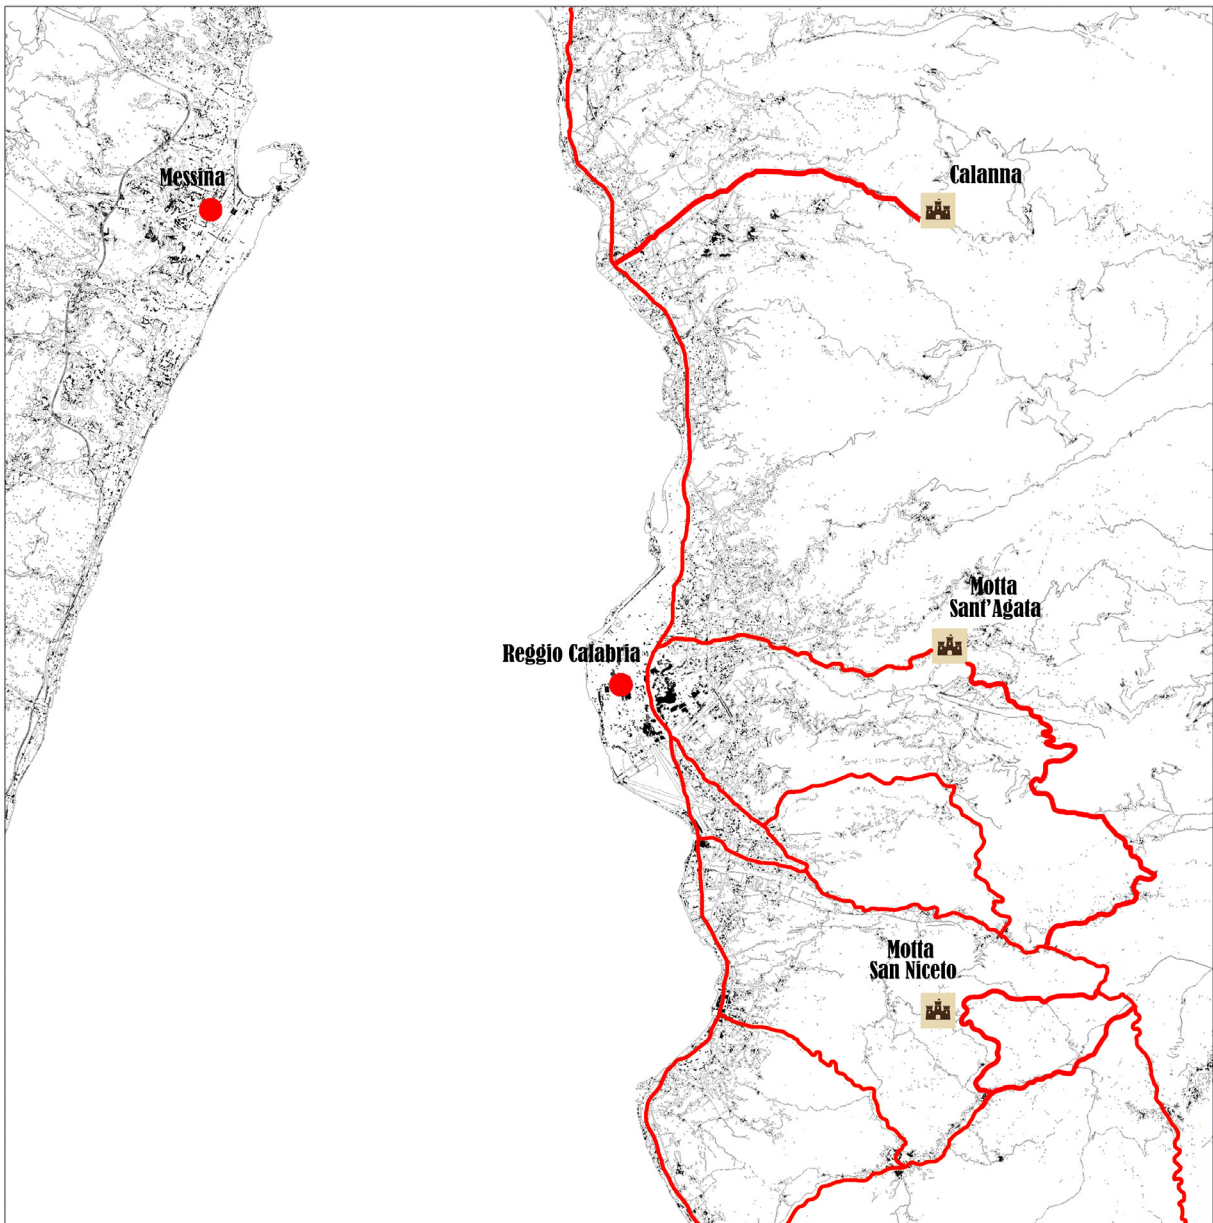 Messina
Calanna
Motta
Sant'Agata
Reggio Calabria
Motta
San Niceto